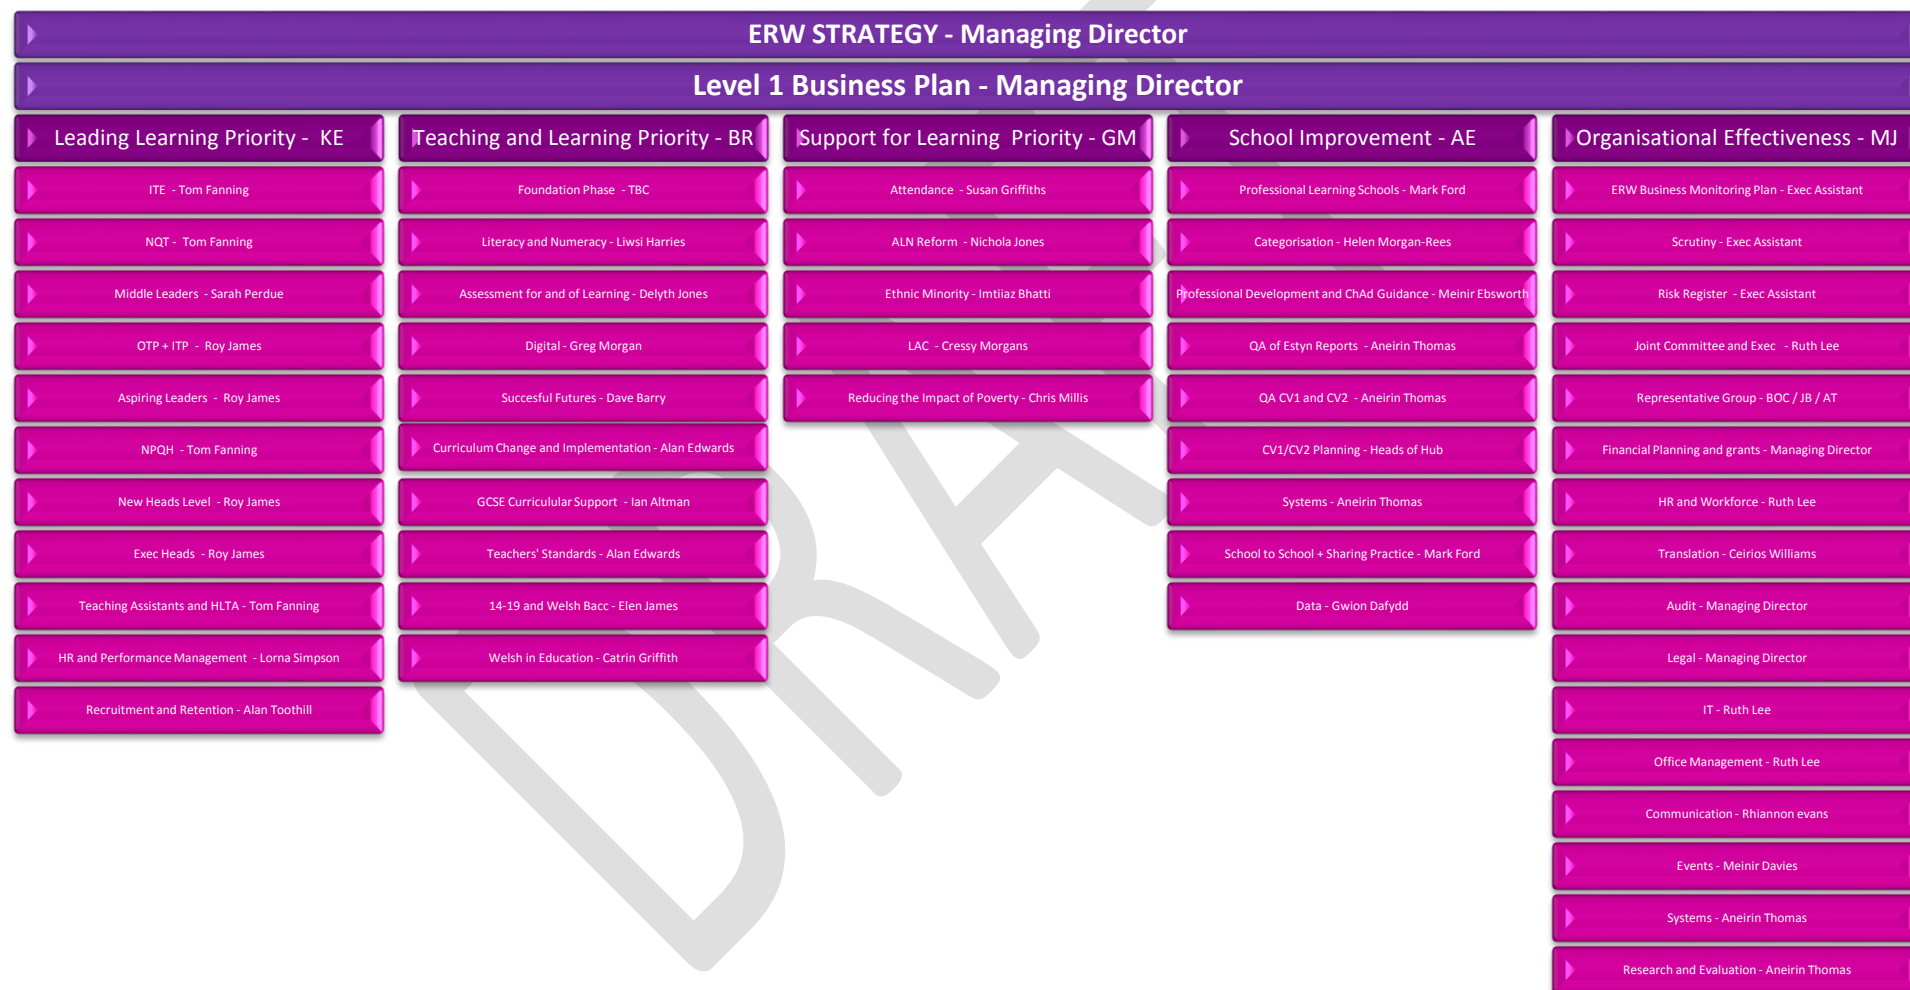 ERW STRATEGY - Managing Director
Level 1 Business Plan - Managing Director
Leading Learning Priority - KE
ITE - Tom Fanning
NQT - Tom Fanning
Middle Leaders - Sarah Perdue
OTP + ITP - Roy James
Aspiring Leaders - Roy James
NPQH - Tom Fanning
New Heads Level - Roy James
Exec Heads - Roy James
Teaching Assistants and HLTA - Tom Fanning
HR and Performance Management - Lorna Simpson
Recruitment and Retention - Alan Toothill
Teaching and Learning Priority - BR
Foundation Phase - TBC
Literacy and Numeracy - Liwsi Harries
Assessment for and of Learning - Delyth Jones
Digital - Greg Morgan
Succesful Futures - Dave Barry
Curriculum Change and Implementation - Alan Edwards
GCSE Curriculular Support - Ian Altman
Teachers' Standards - Alan Edwards
14-19 and Welsh Bacc - Elen James
Welsh in Education - Catrin Griffith
Support for Learning Priority - GM
Attendance - Susan Griffiths
ALN Reform - Nichola Jones
Ethnic Minority - Imtiiaz Bhatti
LAC - Cressy Morgans
Reducing the Impact of Poverty - Chris Millis
School Improvement - AE
Professional Learning Schools - Mark Ford
Categorisation - Helen Morgan-Rees
Professional Development and ChAd Guidance - Meinir Ebsworth
QA of Estyn Reports - Aneirin Thomas
QA CV1 and CV2 - Aneirin Thomas
CV1/CV2 Planning - Heads of Hub
Systems - Aneirin Thomas
School to School + Sharing Practice - Mark Ford
Data - Gwion Dafydd
Organisational Effectiveness - MJ
ERW Business Monitoring Plan - Exec Assistant
Scrutiny - Exec Assistant
Risk Register - Exec Assistant
Joint Committee and Exec - Ruth Lee
Representative Group - BOC / JB / AT
Financial Planning and grants - Managing Director
HR and Workforce - Ruth Lee
Translation - Ceirios Williams
Audit - Managing Director
Legal - Managing Director
IT - Ruth Lee
Office Management - Ruth Lee
Communication - Rhiannon evans
Events - Meinir Davies
Systems - Aneirin Thomas
Research and Evaluation - Aneirin Thomas
DRA